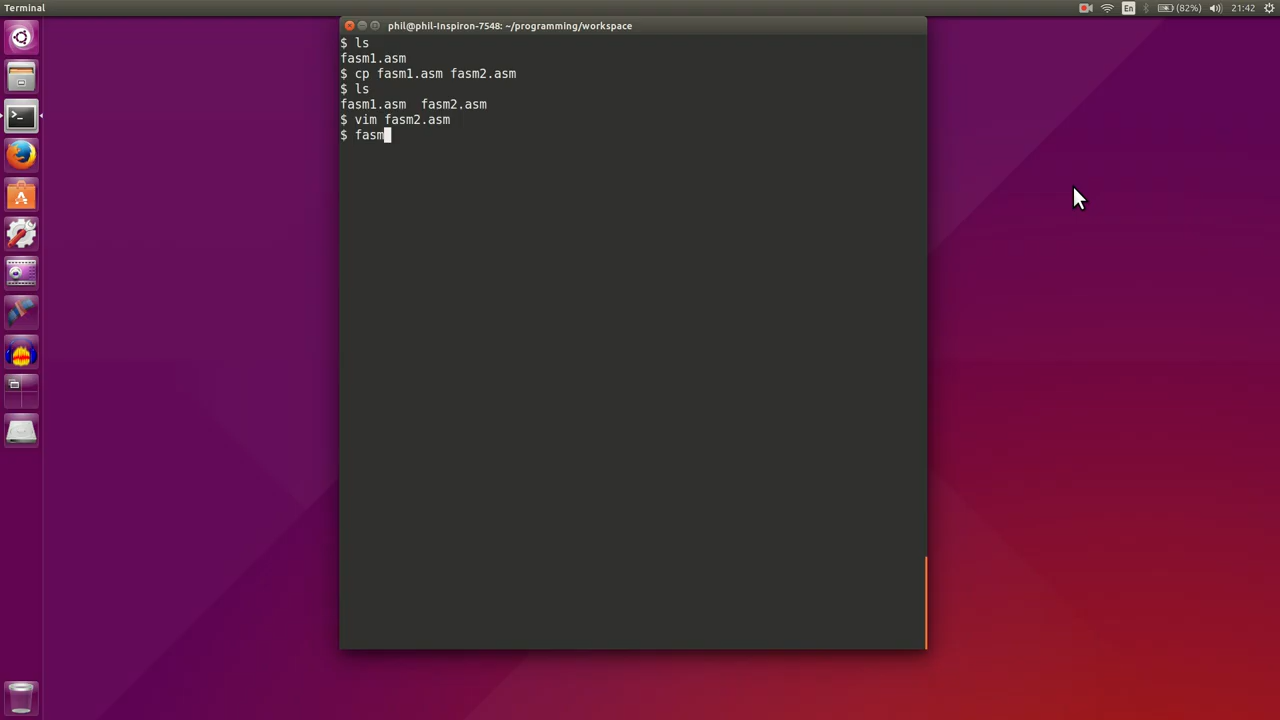 Terminal
En
(82%)
21:42
phil@phil-Inspiron-7548: ~/programming/workspace
$ ls
fasm1.asm
$ cp fasm1.asm fasm2.asm
$ ls
fasm1.asm  fasm2.asm
$ vim fasm2.asm
$ fasm